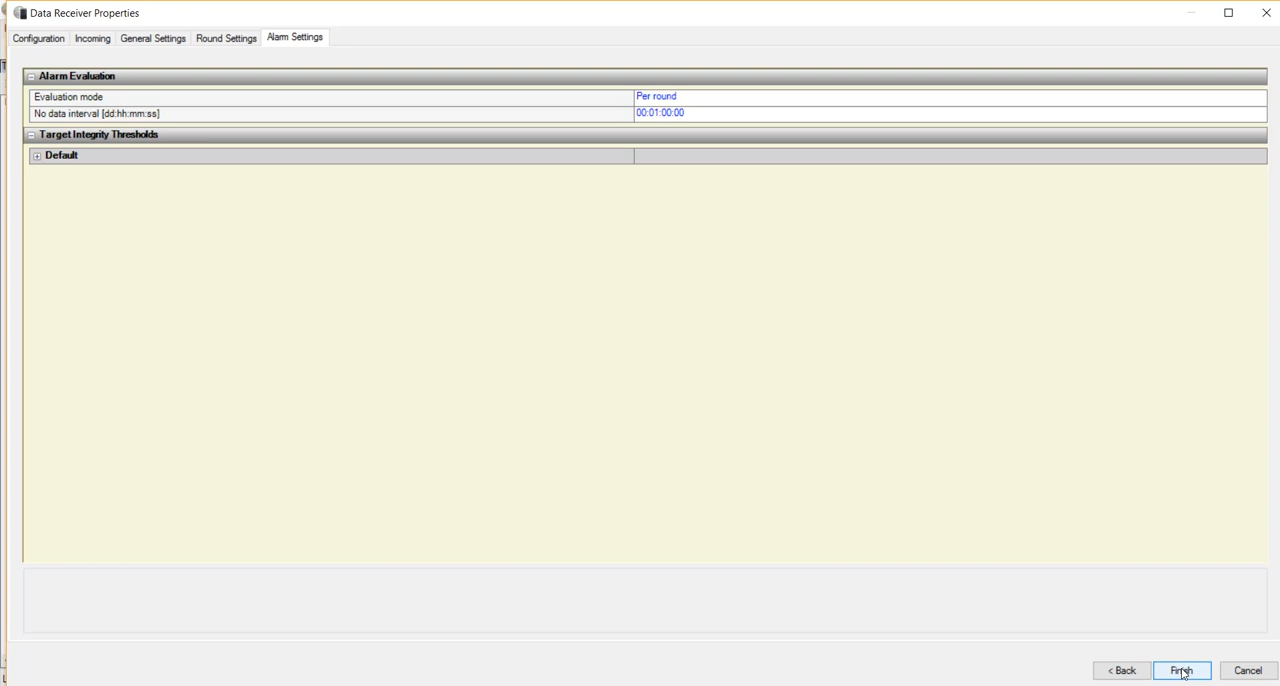 Data Receiver Properties
Configuration Incoming General Settings Round Settings Alarm Settings
Alarm Evaluation
Evaluation mode Per round
No data interval [dd:hh:mm:ss] 00:01:00:00
Target Integrity Thresholds
Default
< Back Finish Cancel